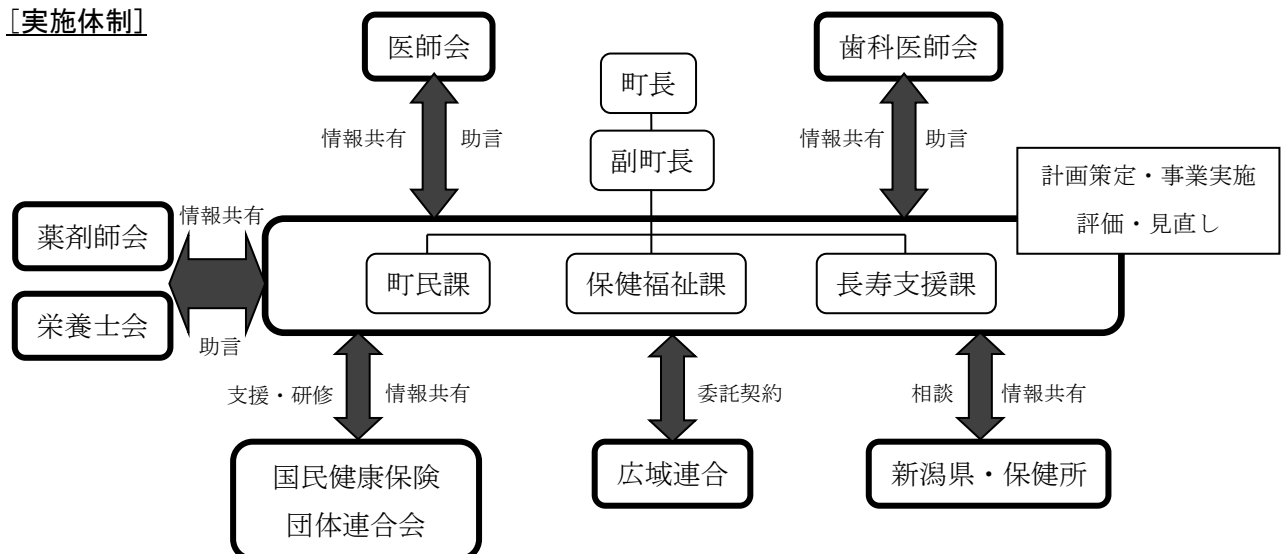 [実施体制]
医師会
歯科医師会
町長
情報共有
助言
情報共有
助言
副町長
計画策定・事業実施
評価・見直し
情報共有
薬剤師会
町民課
保健福祉課
長寿支援課
栄養士会
助言
支援・研修
情報共有
委託契約
相談
情報共有
国民健康保険
団体連合会
広域連合
新潟県・保健所